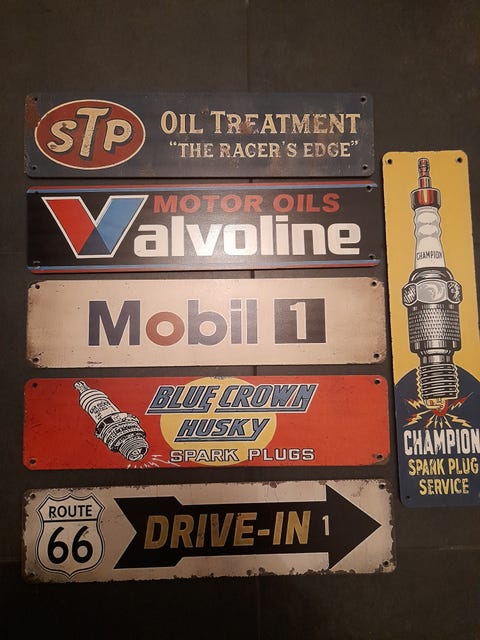 STP
OIL TREATMENT
"THE RACER'S EDGE"
MOTOR OILS
Valvoline
Mobil 1
BLUE CROWN
HUSKY
SPARK PLUGS
ROUTE
66
DRIVE-IN 1
CHAMPION
CHAMPION
SPARK PLUG
SERVICE